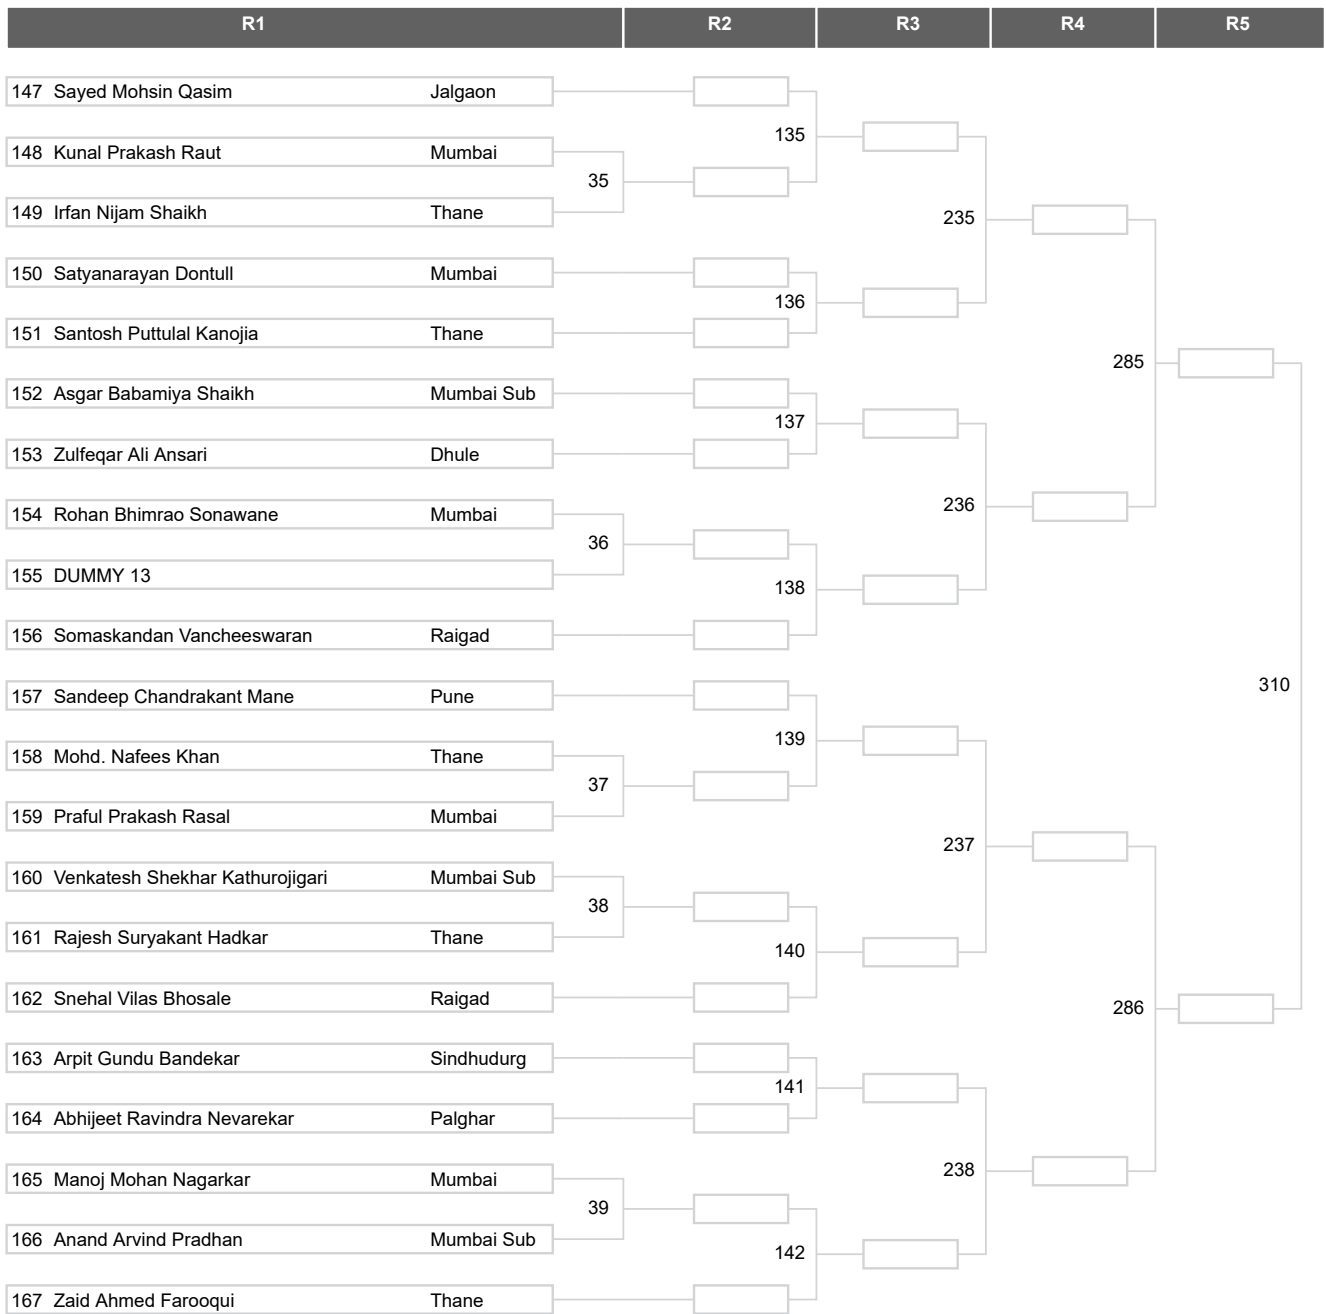 R1 R2 R3 R4 R5
147 Sayed Mohsin Qasim Jalgaon
135
148 Kunal Prakash Raut Mumbai
35
149 Irfan Nijam Shaikh Thane
235
150 Satyanarayan Dontull Mumbai
136
151 Santosh Puttulal Kanojia Thane
285
152 Asgar Babamiya Shaikh Mumbai Sub
137
153 Zulfeqar Ali Ansari Dhule
236
154 Rohan Bhimrao Sonawane Mumbai
36
155 DUMMY 13
138
156 Somaskandan Vancheeswaran Raigad
310
157 Sandeep Chandrakant Mane Pune
139
158 Mohd. Nafees Khan Thane
37
159 Praful Prakash Rasal Mumbai
237
160 Venkatesh Shekhar Kathurojigari Mumbai Sub
38
161 Rajesh Suryakant Hadkar Thane
140
162 Snehal Vilas Bhosale Raigad
286
163 Arpit Gundu Bandekar Sindhudurg
141
164 Abhijeet Ravindra Nevarekar Palghar
238
165 Manoj Mohan Nagarkar Mumbai
39
166 Anand Arvind Pradhan Mumbai Sub
142
167 Zaid Ahmed Farooqui Thane